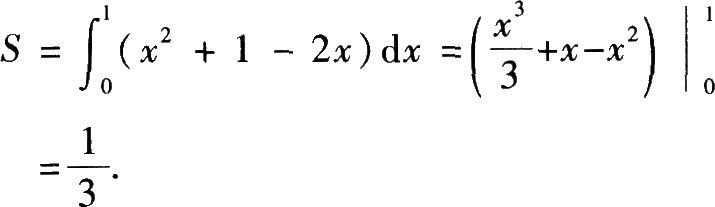 S = ∫₀¹ (x² + 1 − 2x) dx = (x³/3 + x − x²) |₀¹
= 1/3.